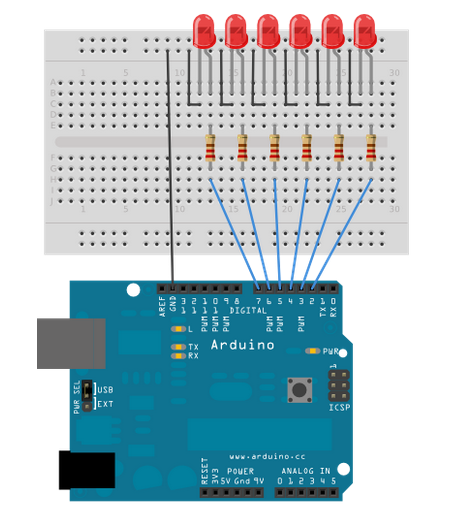 1 5 10 15 20 25 30
A
B
C
D
E
F
G
H
I
J
1 5 10 15 20 25 30
AREF
GND
13
12
11
10
9
8
7
6
5
4
3
2
TX 1
RX 0
PWM PWM PWM PWM PWM PWM
DIGITAL
L
TX
RX
Arduino
PWR
1
ICSP
PWR SEL
USB
EXT
www.arduino.cc
POWER ANALOG IN
RESET
3V3
5V Gnd 9V 0 1 2 3 4 5